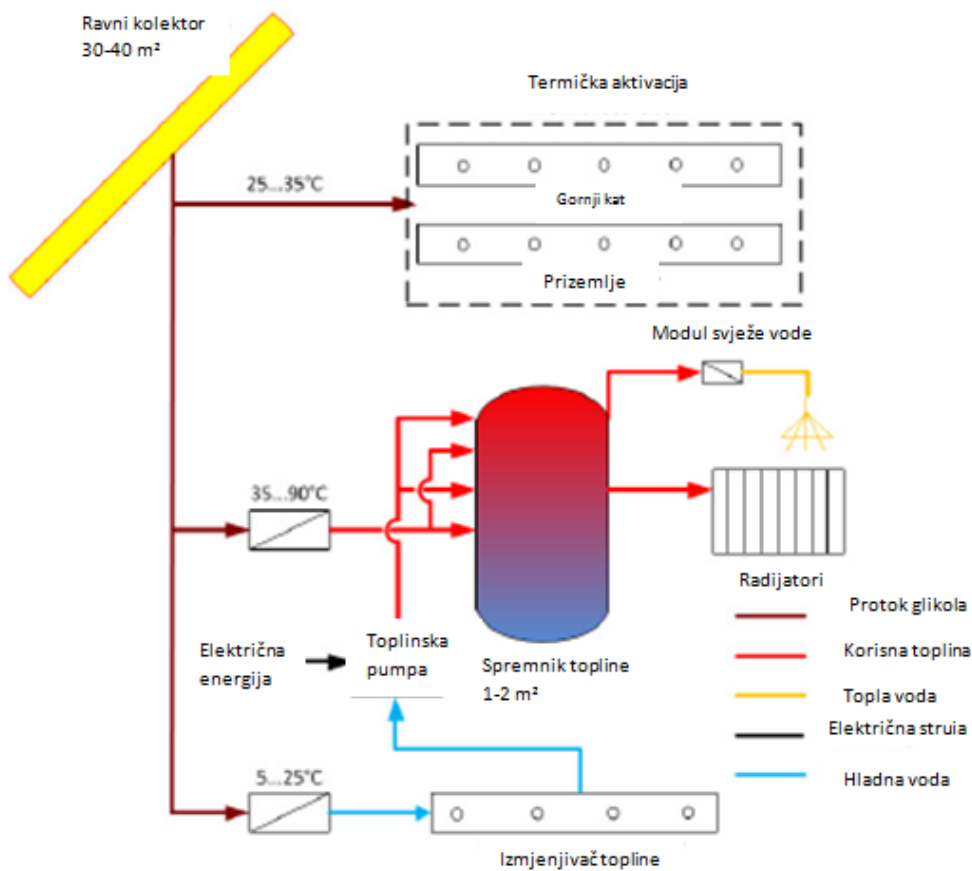 Ravni kolektor
30-40 m²
Termička aktivacija
25...35°C
Gornji kat
Prizemlje
Modul svježe vode
35...90°C
Radijatori
Protok glikola
Električna
energija
Toplinska
pumpa
Spremnik topline
1-2 m²
Korisna toplina
Topla voda
Električna struia
5...25°C
Hladna voda
Izmjenjivač topline